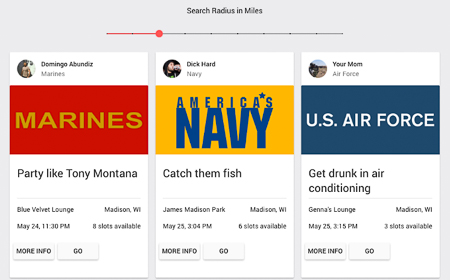 Search Radius in Miles
Domingo Abundiz
Marines
MARINES
Party like Tony Montana
Blue Velvet Lounge Madison, WI
May 24, 11:30 PM 8 slots available
MORE INFO GO
Dick Hard
Navy
AMERICA'S
NAVY
Catch them fish
James Madison Park Madison, WI
May 25, 3:04 PM 6 slots available
MORE INFO GO
Your Mom
Air Force
U.S. AIR FORCE
Get drunk in air
conditioning
Genna's Lounge Madison, WI
May 25, 3:15 PM 3 slots available
MORE INFO GO